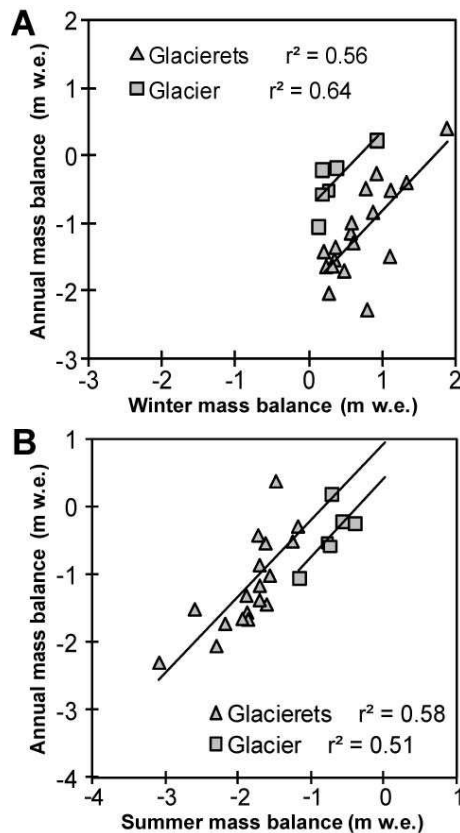 A
Annual mass balance (m w.e.)
2
1
0
-1
-2
-3
Glacierets r² = 0.56
Glacier r² = 0.64
-3 -2 -1 0 1 2
Winter mass balance (m w.e.)
B
Annual mass balance (m w.e.)
1
0
-1
-2
-3
-4
Glacierets r² = 0.58
Glacier r² = 0.51
-4 -3 -2 -1 0 1
Summer mass balance (m w.e.)